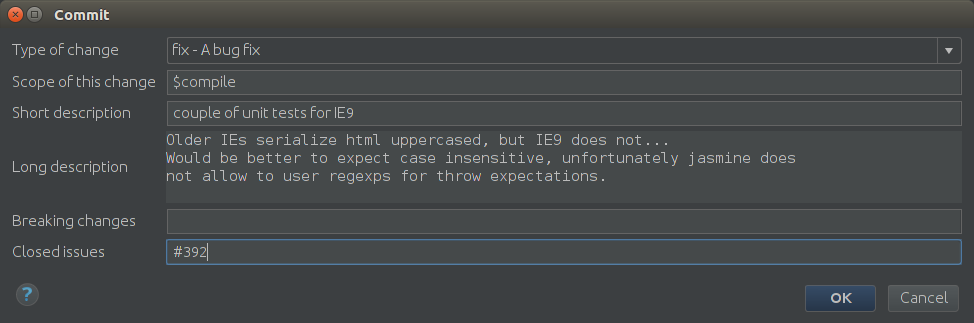 Commit
Type of change
fix - A bug fix
Scope of this change
$compile
Short description
couple of unit tests for IE9
Long description
Older IEs serialize html uppercased, but IE9 does not...
Would be better to expect case insensitive, unfortunately jasmine does
not allow to user regexps for throw expectations.
Breaking changes
Closed issues
#392
?
OK
Cancel